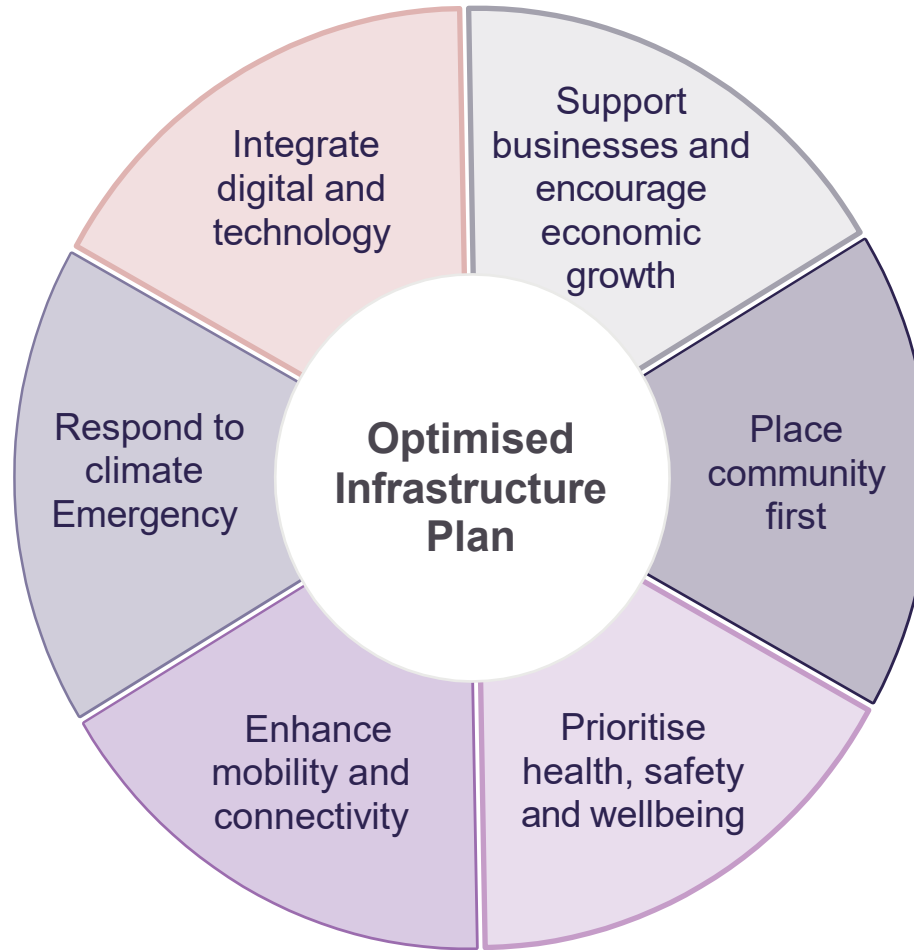 Support
businesses and
encourage
economic
growth
Place
community
first
Prioritise
health, safety
and wellbeing
Enhance
mobility and
connectivity
Respond to
climate
Emergency
Integrate
digital and
technology
Optimised
Infrastructure
Plan